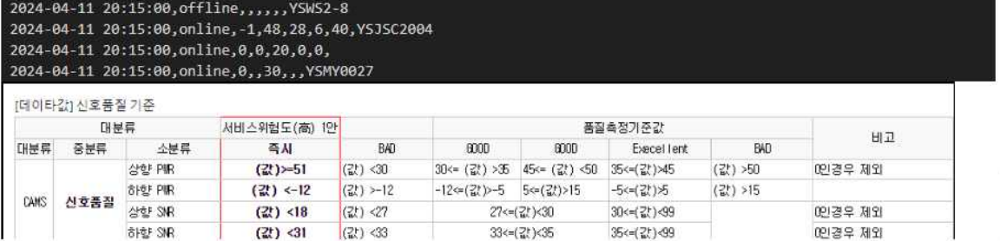 2024-04-11 20:15:00,offline,,,,,,YSWS2-8
2024-04-11 20:15:00,online,-1,48,28,6,40,YSJSC2004
2024-04-11 20:15:00,online,0,0,20,0,0,
2024-04-11 20:15:00,online,0,,30,,,YSMY0027
[데이타값] 신호품질 기준
대분류 서비스위험도(高) 1안 품질측정기준값 비고
대분류 중분류 소분류 즉시 BAD GOOD GOOD Execellent BAD
CAMS 신호품질
상향 PWR (값)>=51 (값) <30 30<= (값) >35 45<= (값) <50 35<=(값)>45 (값) >50 0민경우 제외
하향 PWR (값) <-12 (값) >-12 -12<=(값)>-5 5<=(값)>15 -5<=(값)>5 (값) >15
상향 SNR (값) <18 (값) <27 27<=(값)<30 30<=(값)<99 0민경우 제외
하향 SNR (값) <31 (값) <33 33<=(값)<35 35<=(값)<99 0민경우 제외